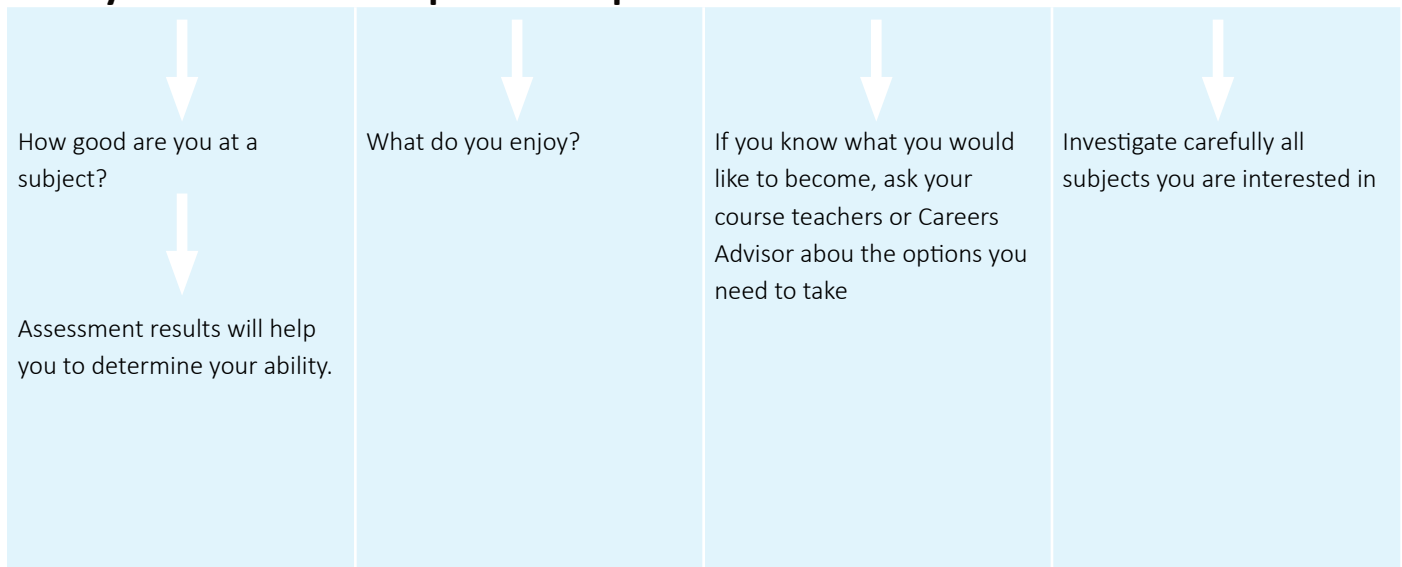 How good are you at a
subject?
Assessment results will help
you to determine your ability.
What do you enjoy?
If you know what you would
like to become, ask your
course teachers or Careers
Advisor abou the options you
need to take
Investigate carefully all
subjects you are interested in